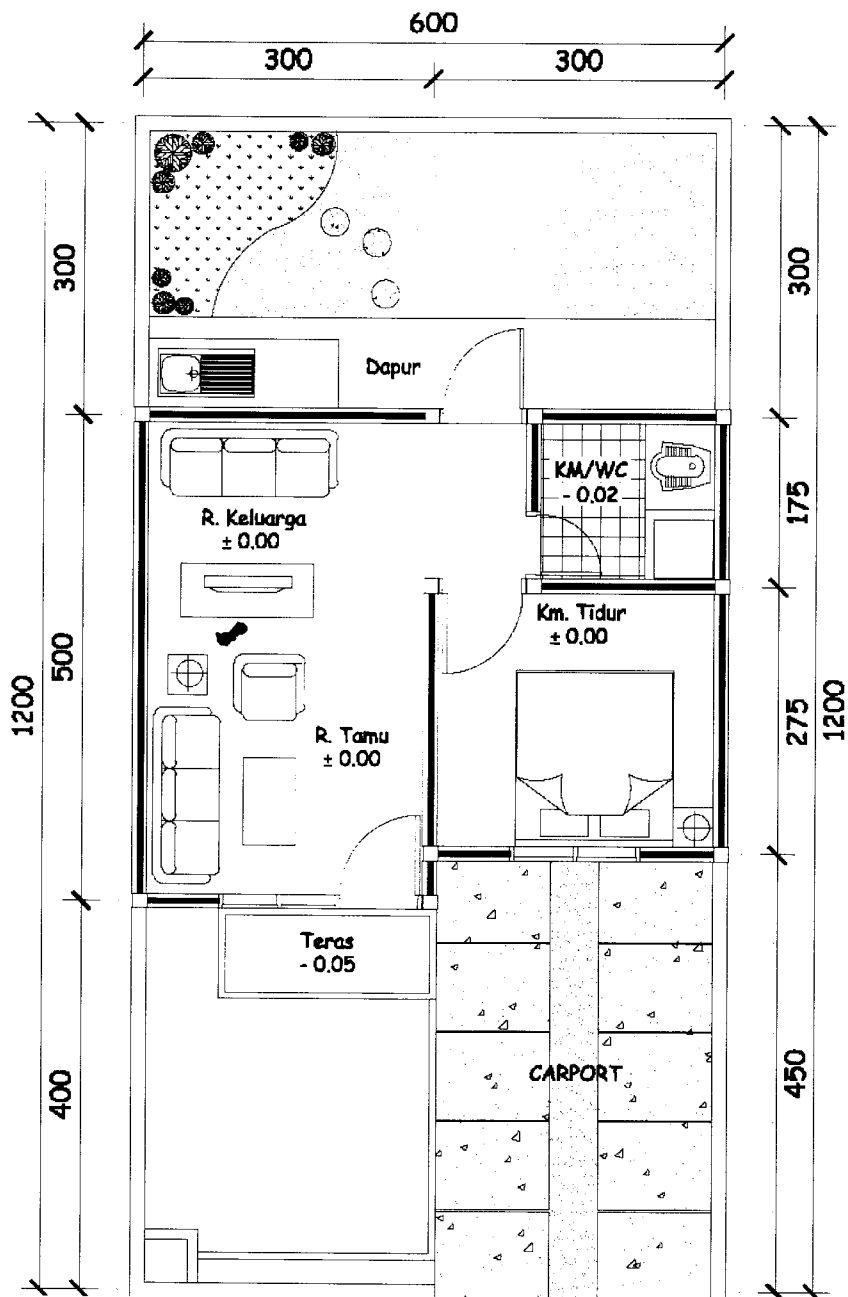 600
300 300
300
300
Dapur
KM/WC
- 0.02
175
R. Keluarga
± 0.00
Km. Tidur
± 0.00
500
1200
275
1200
R. Tamu
± 0.00
Teras
- 0.05
CARPORT
400
450